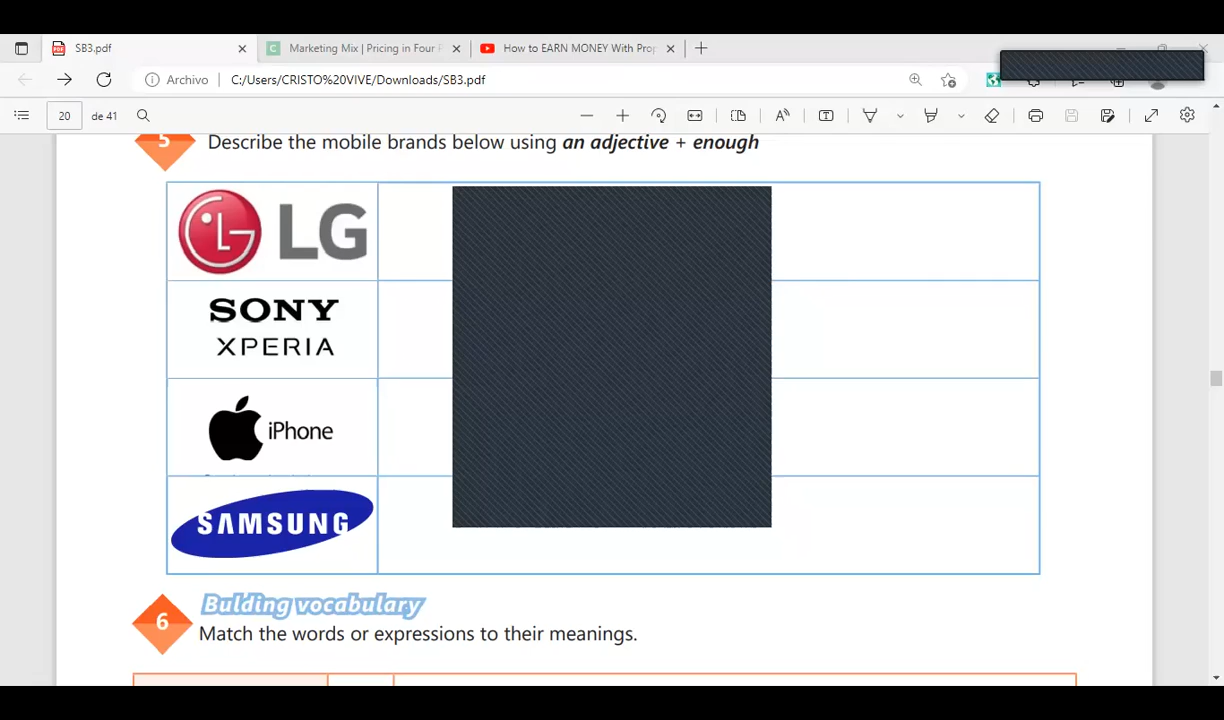 SB3.pdf
Marketing Mix | Pricing in Four P
How to EARN MONEY With Prop
Archivo
C:/Users/CRISTO%20VIVE/Downloads/SB3.pdf
20 de 41
5 Describe the mobile brands below using an adjective + enough
LG LG
SONY
XPERIA
iPhone
SAMSUNG
6 Bulding vocabulary
Match the words or expressions to their meanings.